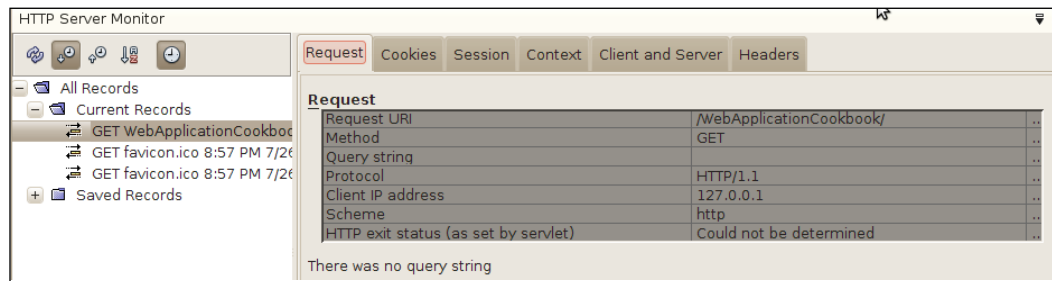 HTTP Server Monitor
Request Cookies Session Context Client and Server Headers
All Records
Current Records
GET WebApplicationCookboo
GET favicon.ico 8:57 PM 7/26
GET favicon.ico 8:57 PM 7/26
Saved Records
Request
Request URI /WebApplicationCookbook/ ..
Method GET ..
Query string ..
Protocol HTTP/1.1 ..
Client IP address 127.0.0.1 ..
Scheme http ..
HTTP exit status (as set by servlet) Could not be determined ..
There was no query string